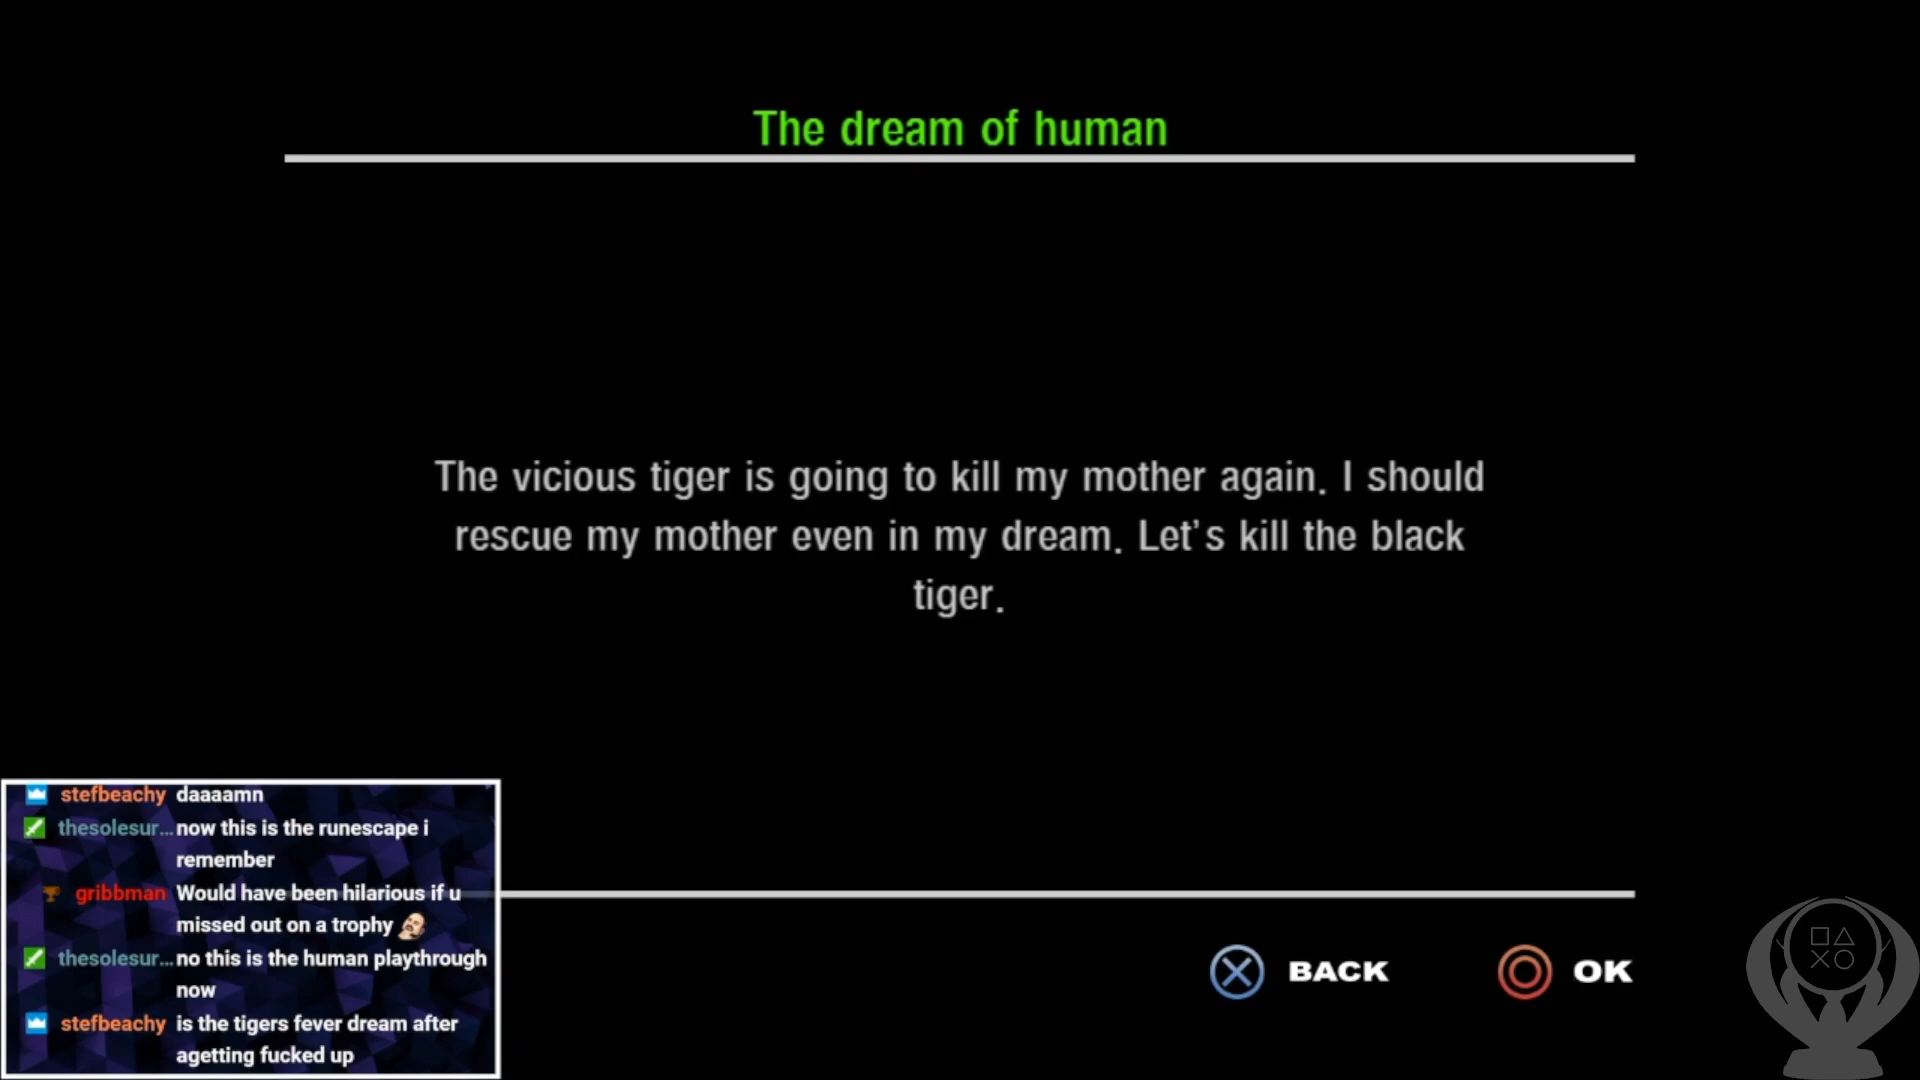 The dream of human
The vicious tiger is going to kill my mother again. I should
rescue my mother even in my dream. Let's kill the black
tiger.
stefbeachy daaaamn
thesolesur... now this is the runescape i
remember
gribbman Would have been hilarious if u
missed out on a trophy
thesolesur... no this is the human playthrough
now
stefbeachy is the tigers fever dream after
agetting fucked up
BACK OK